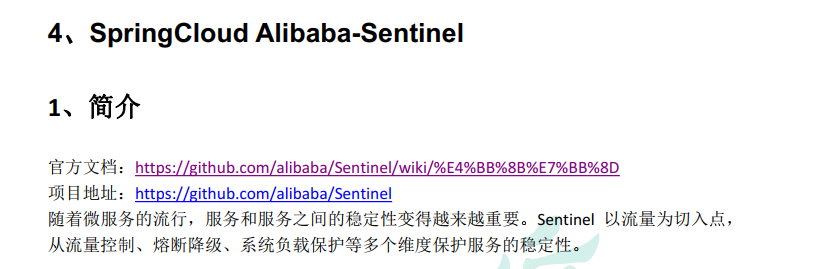 4、SpringCloud Alibaba-Sentinel
1、简介
官方文档：https://github.com/alibaba/Sentinel/wiki/%E4%BB%8B%E7%BB%8D
项目地址：https://github.com/alibaba/Sentinel
随着微服务的流行，服务和服务之间的稳定性变得越来越重要。Sentinel 以流量为切入点，
从流量控制、熔断降级、系统负载保护等多个维度保护服务的稳定性。